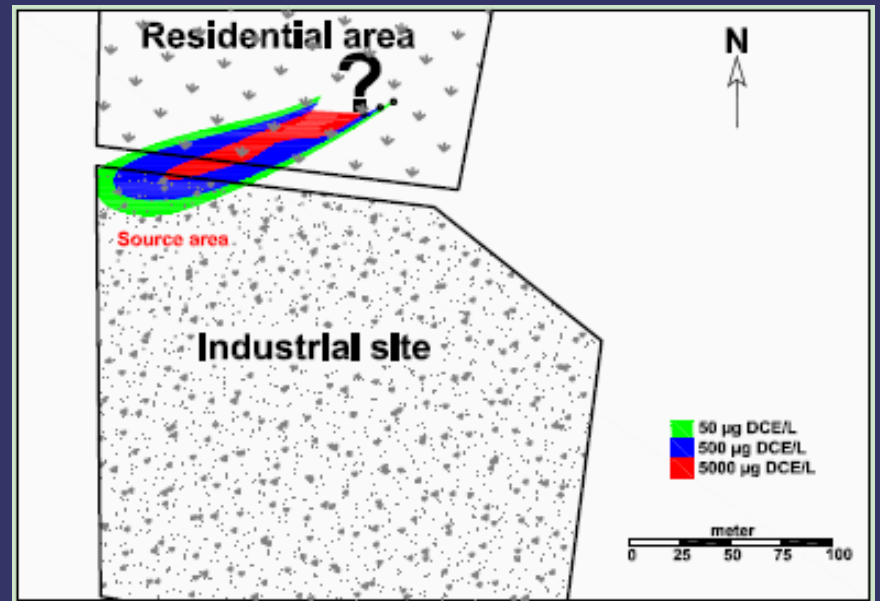 Residential area
N
?
Source area
Industrial site
50 µg DCE/L
500 µg DCE/L
5000 µg DCE/L
meter
0 25 50 75 100